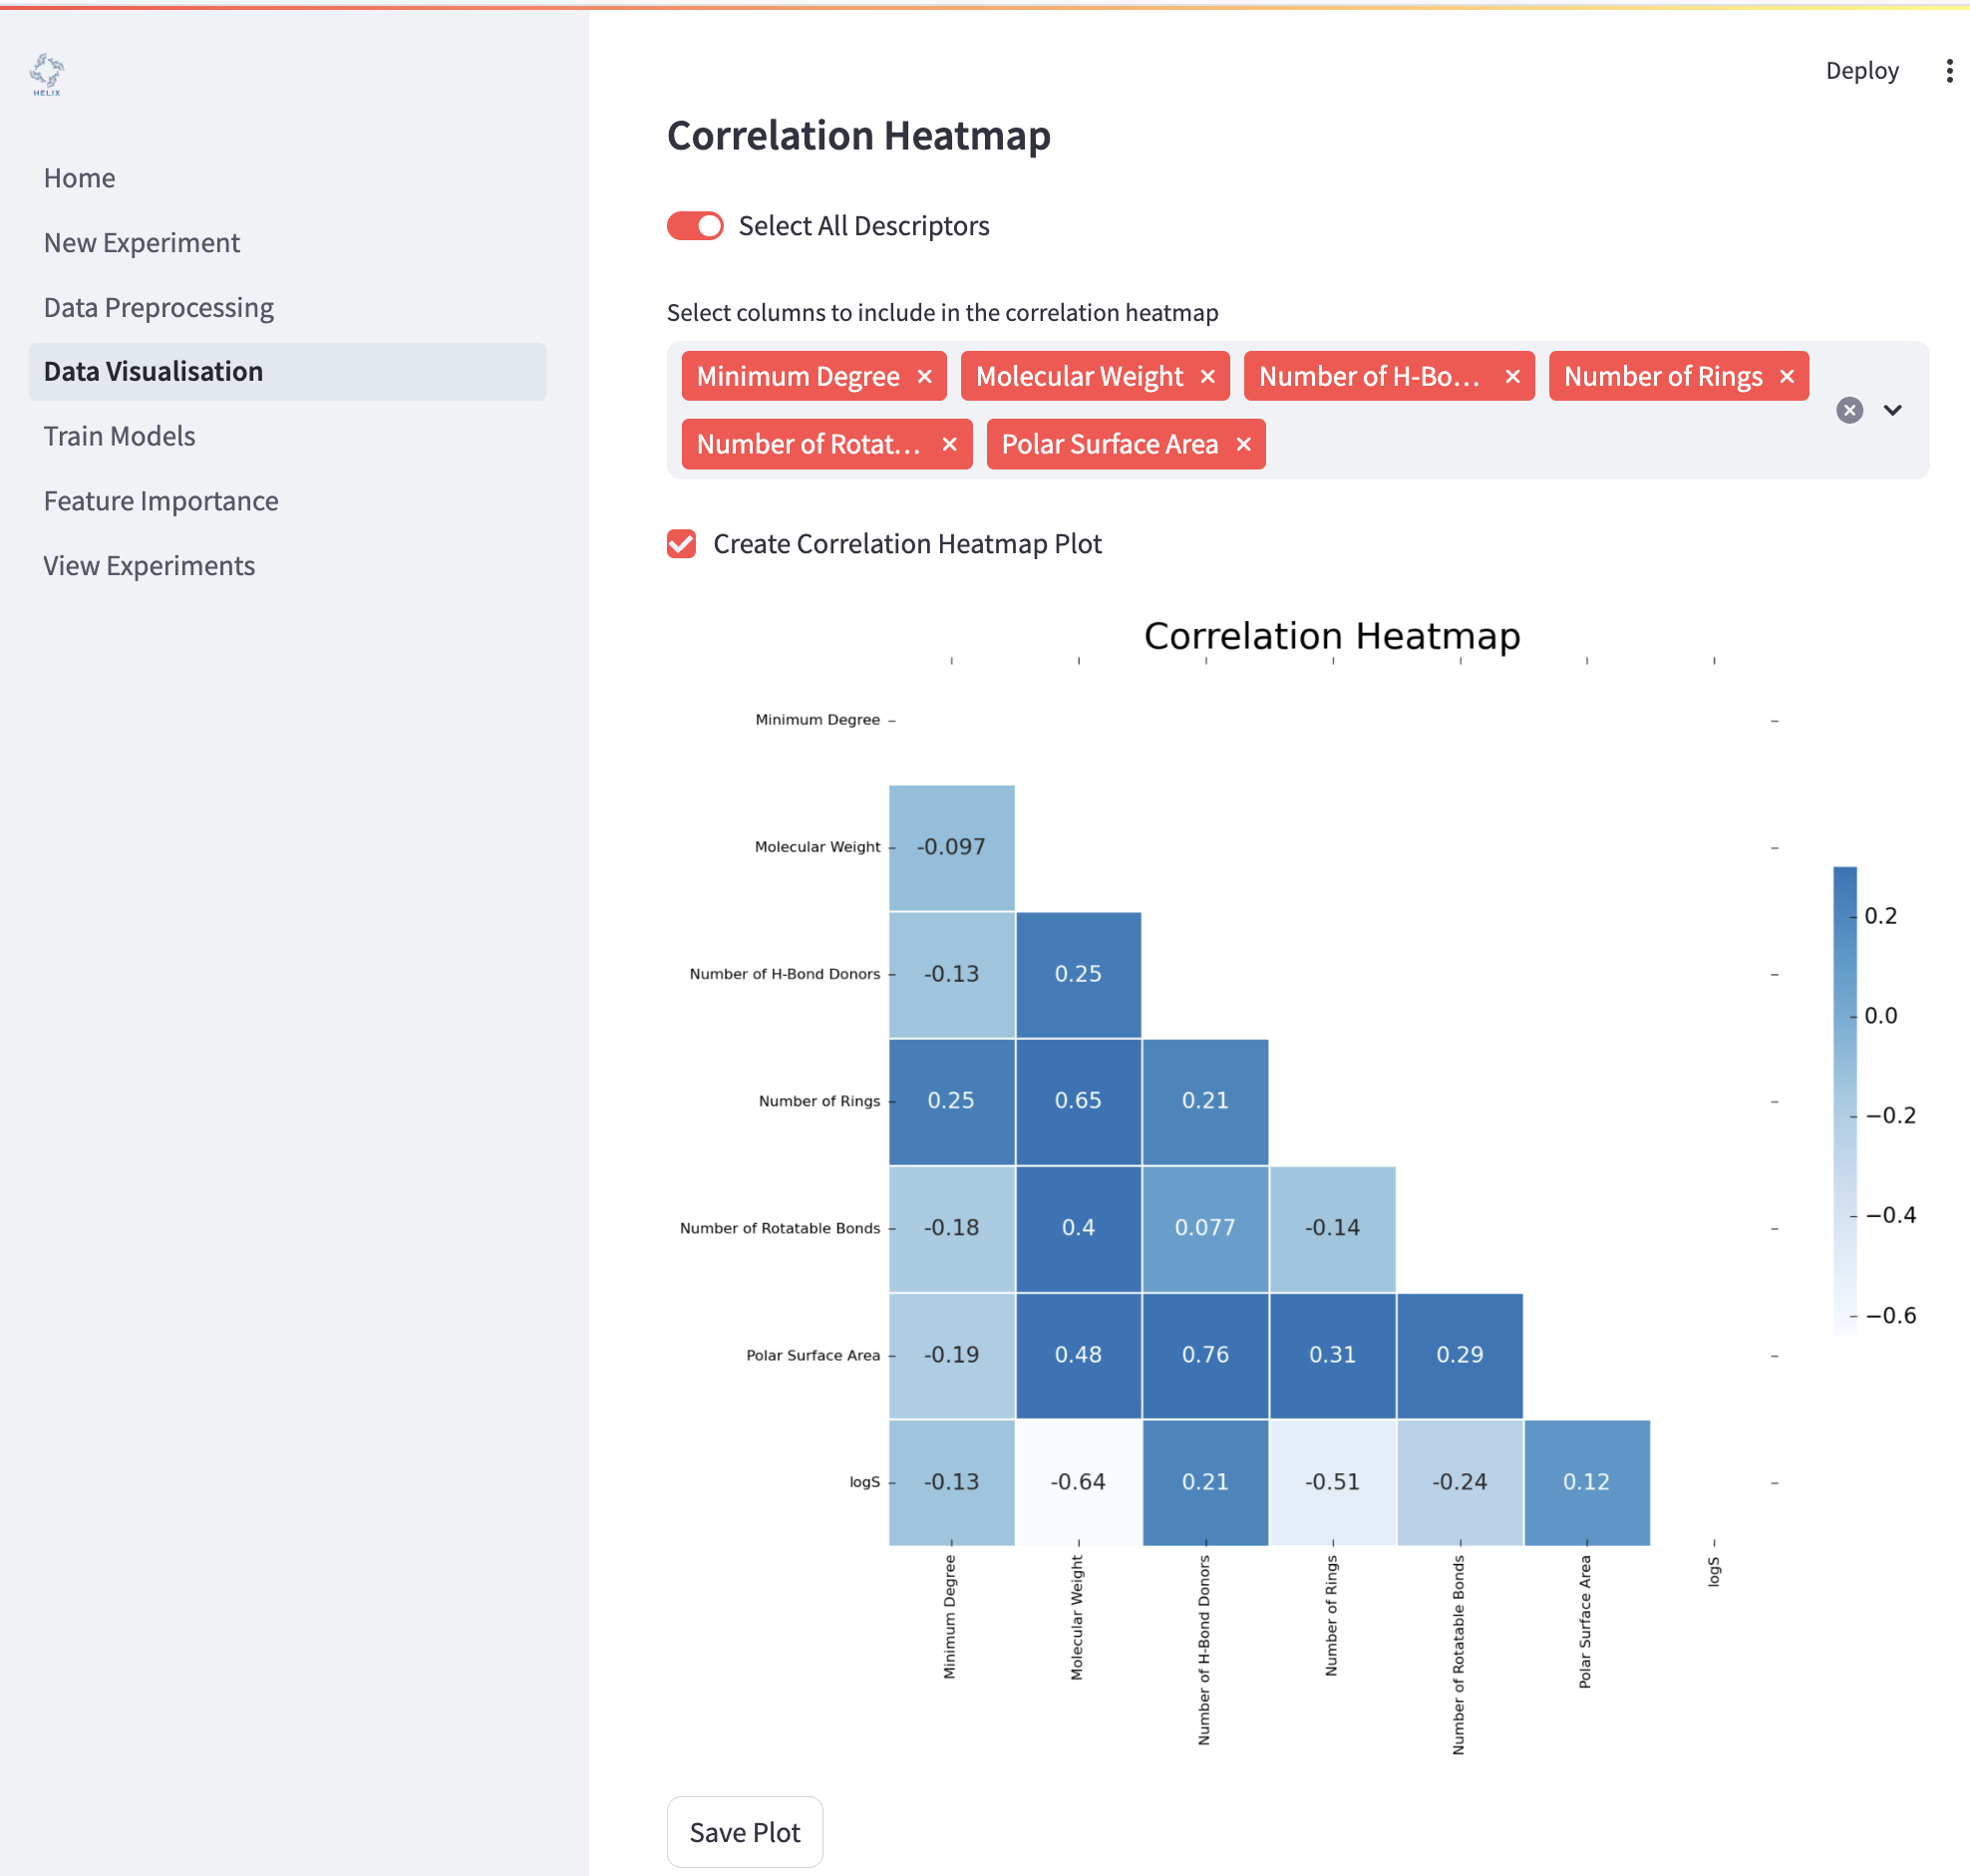 HELIX
Home
New Experiment
Data Preprocessing
Data Visualisation
Train Models
Feature Importance
View Experiments
Deploy
Correlation Heatmap
Select All Descriptors
Select columns to include in the correlation heatmap
Minimum Degree Molecular Weight Number of H-Bo... Number of Rings
Number of Rotat... Polar Surface Area
Create Correlation Heatmap Plot
Correlation Heatmap
Minimum Degree
Molecular Weight -0.097
Number of H-Bond Donors -0.13 0.25
Number of Rings 0.25 0.65 0.21
Number of Rotatable Bonds -0.18 0.4 0.077 -0.14
Polar Surface Area -0.19 0.48 0.76 0.31 0.29
logS -0.13 -0.64 0.21 -0.51 -0.24 0.12
Minimum Degree
Molecular Weight
Number of H-Bond Donors
Number of Rings
Number of Rotatable Bonds
Polar Surface Area
logS
0.2
0.0
−0.2
−0.4
−0.6
Save Plot